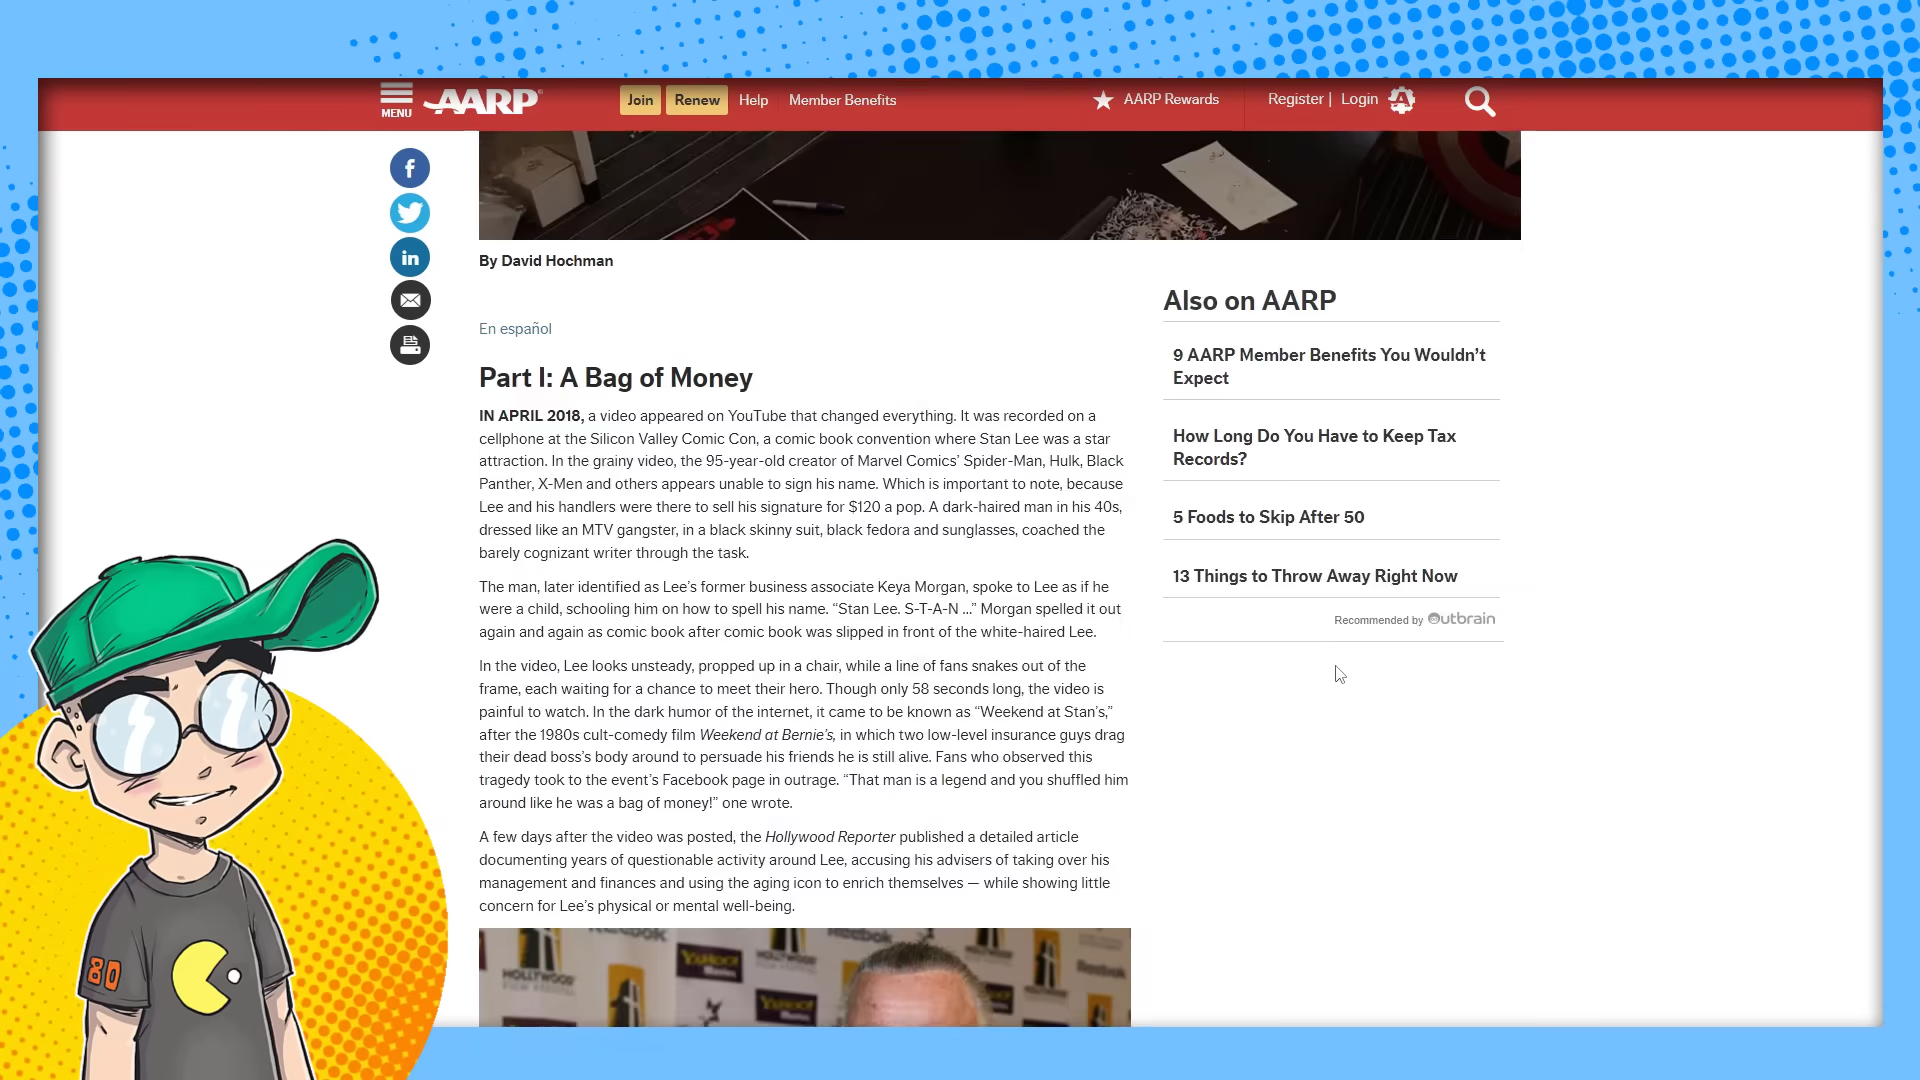 MENU
AARP
Join Renew Help Member Benefits
AARP Rewards
Register | Login
By David Hochman
En español
Part I: A Bag of Money
IN APRIL 2018, a video appeared on YouTube that changed everything. It was recorded on a
cellphone at the Silicon Valley Comic Con, a comic book convention where Stan Lee was a star
attraction. In the grainy video, the 95-year-old creator of Marvel Comics’ Spider-Man, Hulk, Black
Panther, X-Men and others appears unable to sign his name. Which is important to note, because
Lee and his handlers were there to sell his signature for $120 a pop. A dark-haired man in his 40s,
dressed like an MTV gangster, in a black skinny suit, black fedora and sunglasses, coached the
barely cognizant writer through the task.
The man, later identified as Lee’s former business associate Keya Morgan, spoke to Lee as if he
were a child, schooling him on how to spell his name. “Stan Lee. S-T-A-N ...” Morgan spelled it out
again and again as comic book after comic book was slipped in front of the white-haired Lee.
In the video, Lee looks unsteady, propped up in a chair, while a line of fans snakes out of the
frame, each waiting for a chance to meet their hero. Though only 58 seconds long, the video is
painful to watch. In the dark humor of the internet, it came to be known as “Weekend at Stan’s,”
after the 1980s cult-comedy film Weekend at Bernie’s, in which two low-level insurance guys drag
their dead boss’s body around to persuade his friends he is still alive. Fans who observed this
tragedy took to the event’s Facebook page in outrage. “That man is a legend and you shuffled him
around like he was a bag of money!” one wrote.
A few days after the video was posted, the Hollywood Reporter published a detailed article
documenting years of questionable activity around Lee, accusing his advisers of taking over his
management and finances and using the aging icon to enrich themselves — while showing little
concern for Lee’s physical or mental well-being.
Also on AARP
9 AARP Member Benefits You Wouldn’t
Expect
How Long Do You Have to Keep Tax
Records?
5 Foods to Skip After 50
13 Things to Throw Away Right Now
Recommended by Outbrain
80
Reebok
HOLLYWOOD
YAHOO!
Reebok